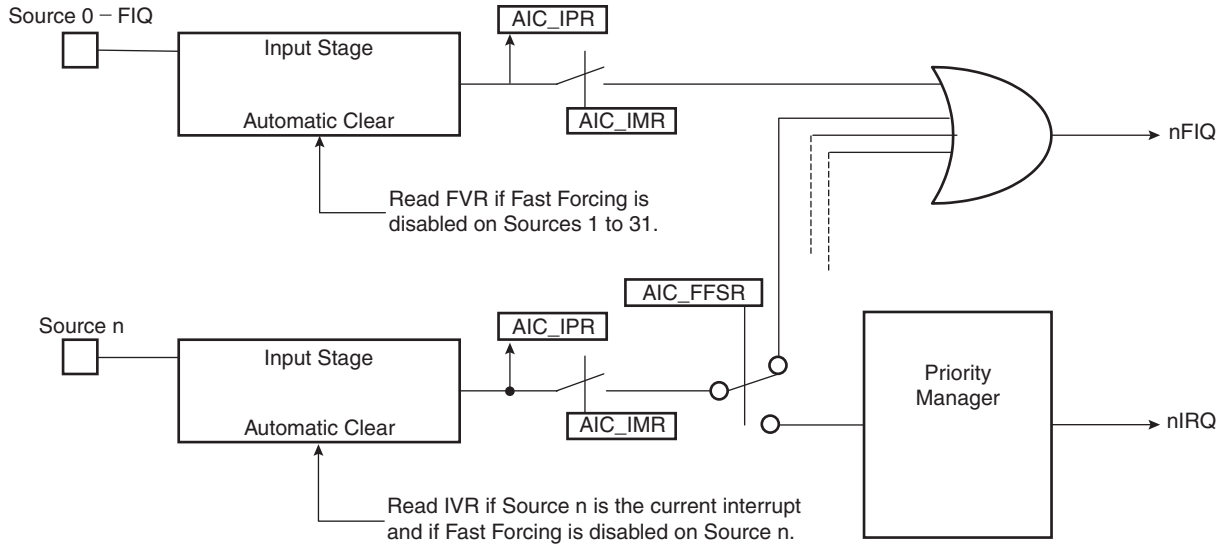 Source 0 – FIQ
AIC_IPR
Input Stage
Automatic Clear
AIC_IMR
nFIQ
Read FVR if Fast Forcing is
disabled on Sources 1 to 31.
AIC_FFSR
Source n
AIC_IPR
Input Stage
Priority
Manager
Automatic Clear
AIC_IMR
nIRQ
Read IVR if Source n is the current interrupt
and if Fast Forcing is disabled on Source n.